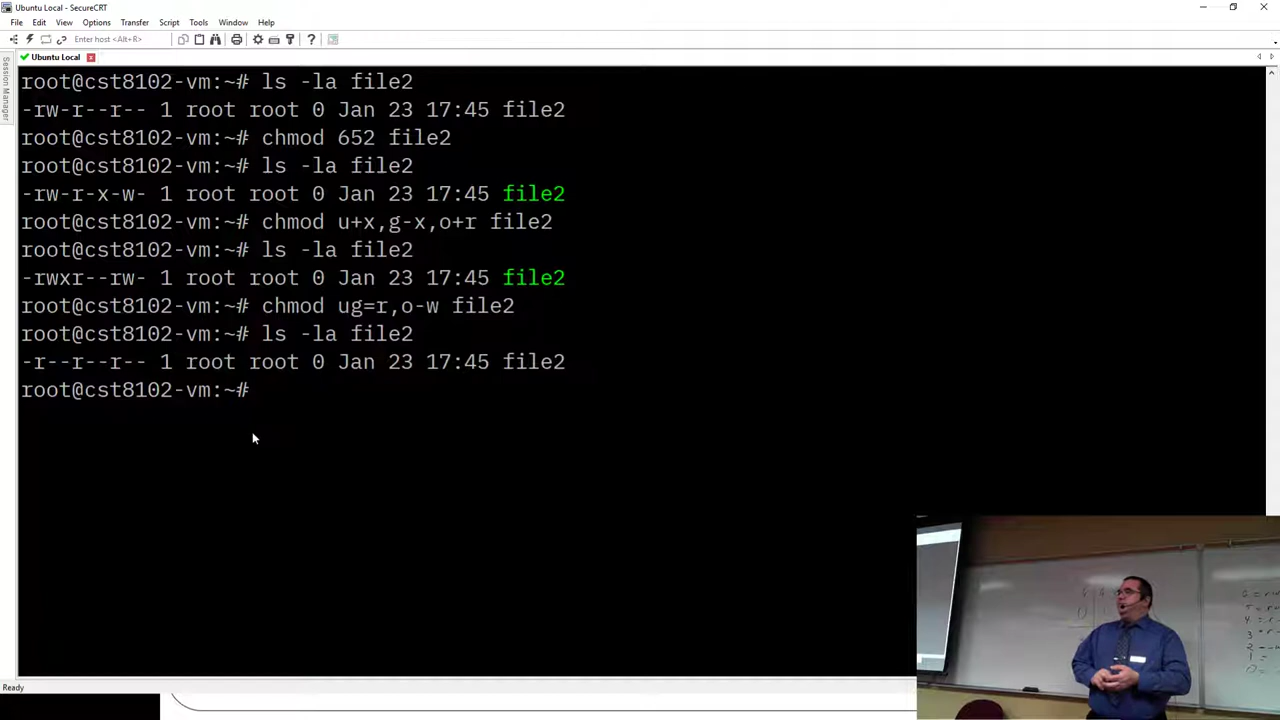 Ubuntu Local - SecureCRT
File Edit View Options Transfer Script Tools Window Help
Enter host <Alt+R>
Ubuntu Local
Session Manager
root@cst8102-vm:~# ls -la file2
-rw-r--r-- 1 root root 0 Jan 23 17:45 file2
root@cst8102-vm:~# chmod 652 file2
root@cst8102-vm:~# ls -la file2
-rw-r-x-w- 1 root root 0 Jan 23 17:45 file2
root@cst8102-vm:~# chmod u+x,g-x,o+r file2
root@cst8102-vm:~# ls -la file2
-rwxr--rw- 1 root root 0 Jan 23 17:45 file2
root@cst8102-vm:~# chmod ug=r,o-w file2
root@cst8102-vm:~# ls -la file2
-r--r--r-- 1 root root 0 Jan 23 17:45 file2
root@cst8102-vm:~#
Ready